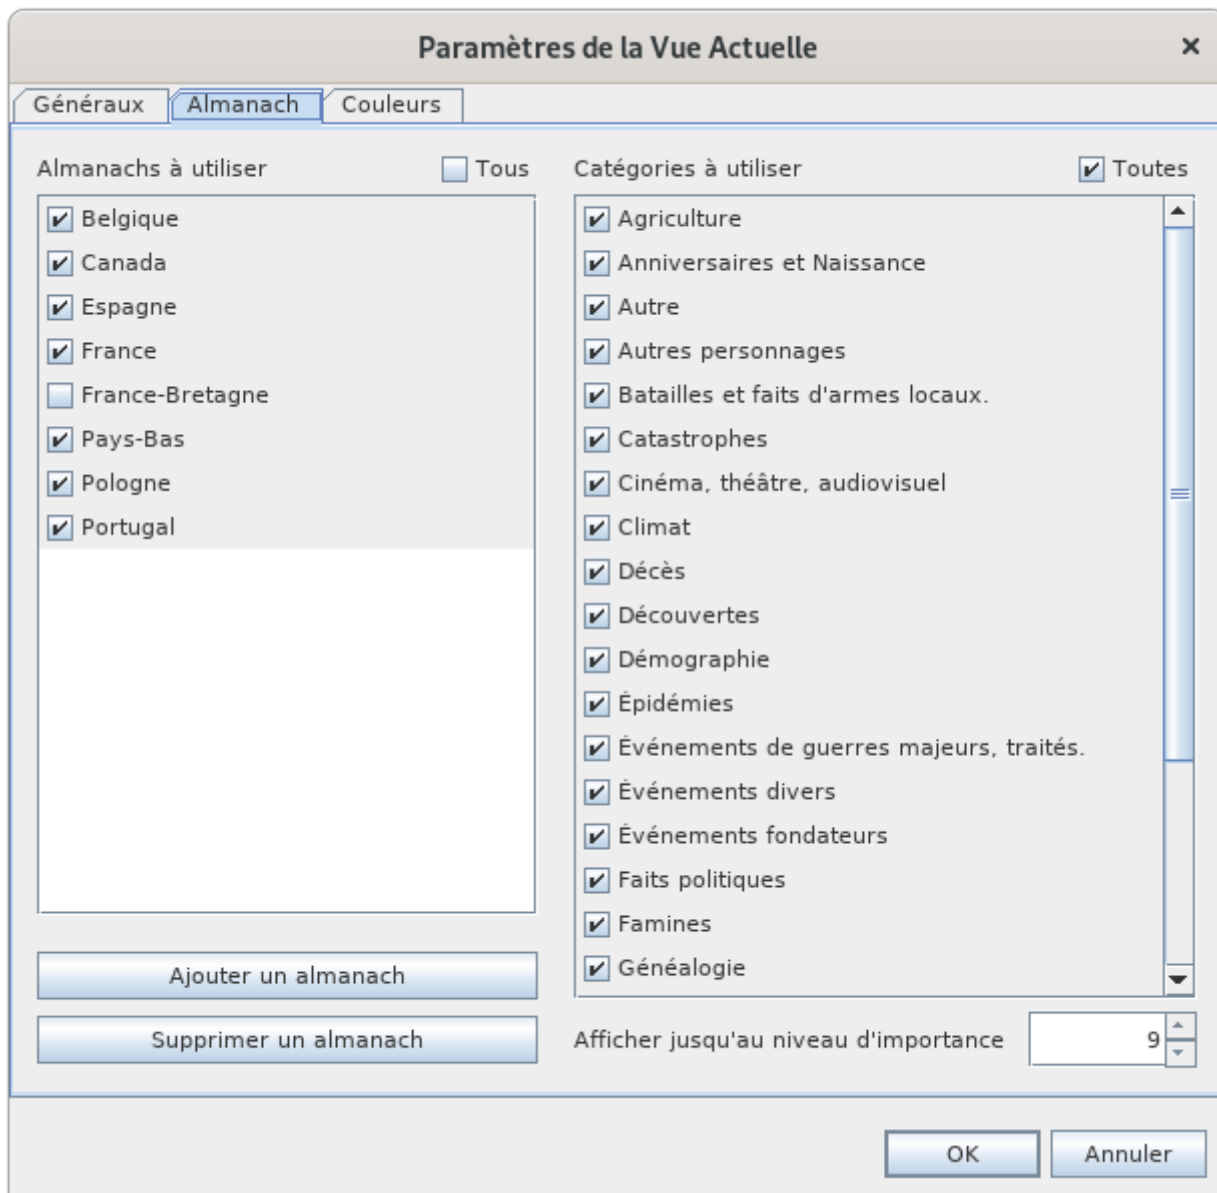 Paramètres de la Vue Actuelle
Généraux
Almanach
Couleurs
Almanachs à utiliser
Tous
Belgique
Canada
Espagne
France
France-Bretagne
Pays-Bas
Pologne
Portugal
Ajouter un almanach
Supprimer un almanach
Catégories à utiliser
Toutes
Agriculture
Anniversaires et Naissance
Autre
Autres personnages
Batailles et faits d'armes locaux.
Catastrophes
Cinéma, théâtre, audiovisuel
Climat
Décès
Découvertes
Démographie
Épidémies
Événements de guerres majeurs, traités.
Événements divers
Événements fondateurs
Faits politiques
Famines
Généalogie
Afficher jusqu'au niveau d'importance
9
OK
Annuler